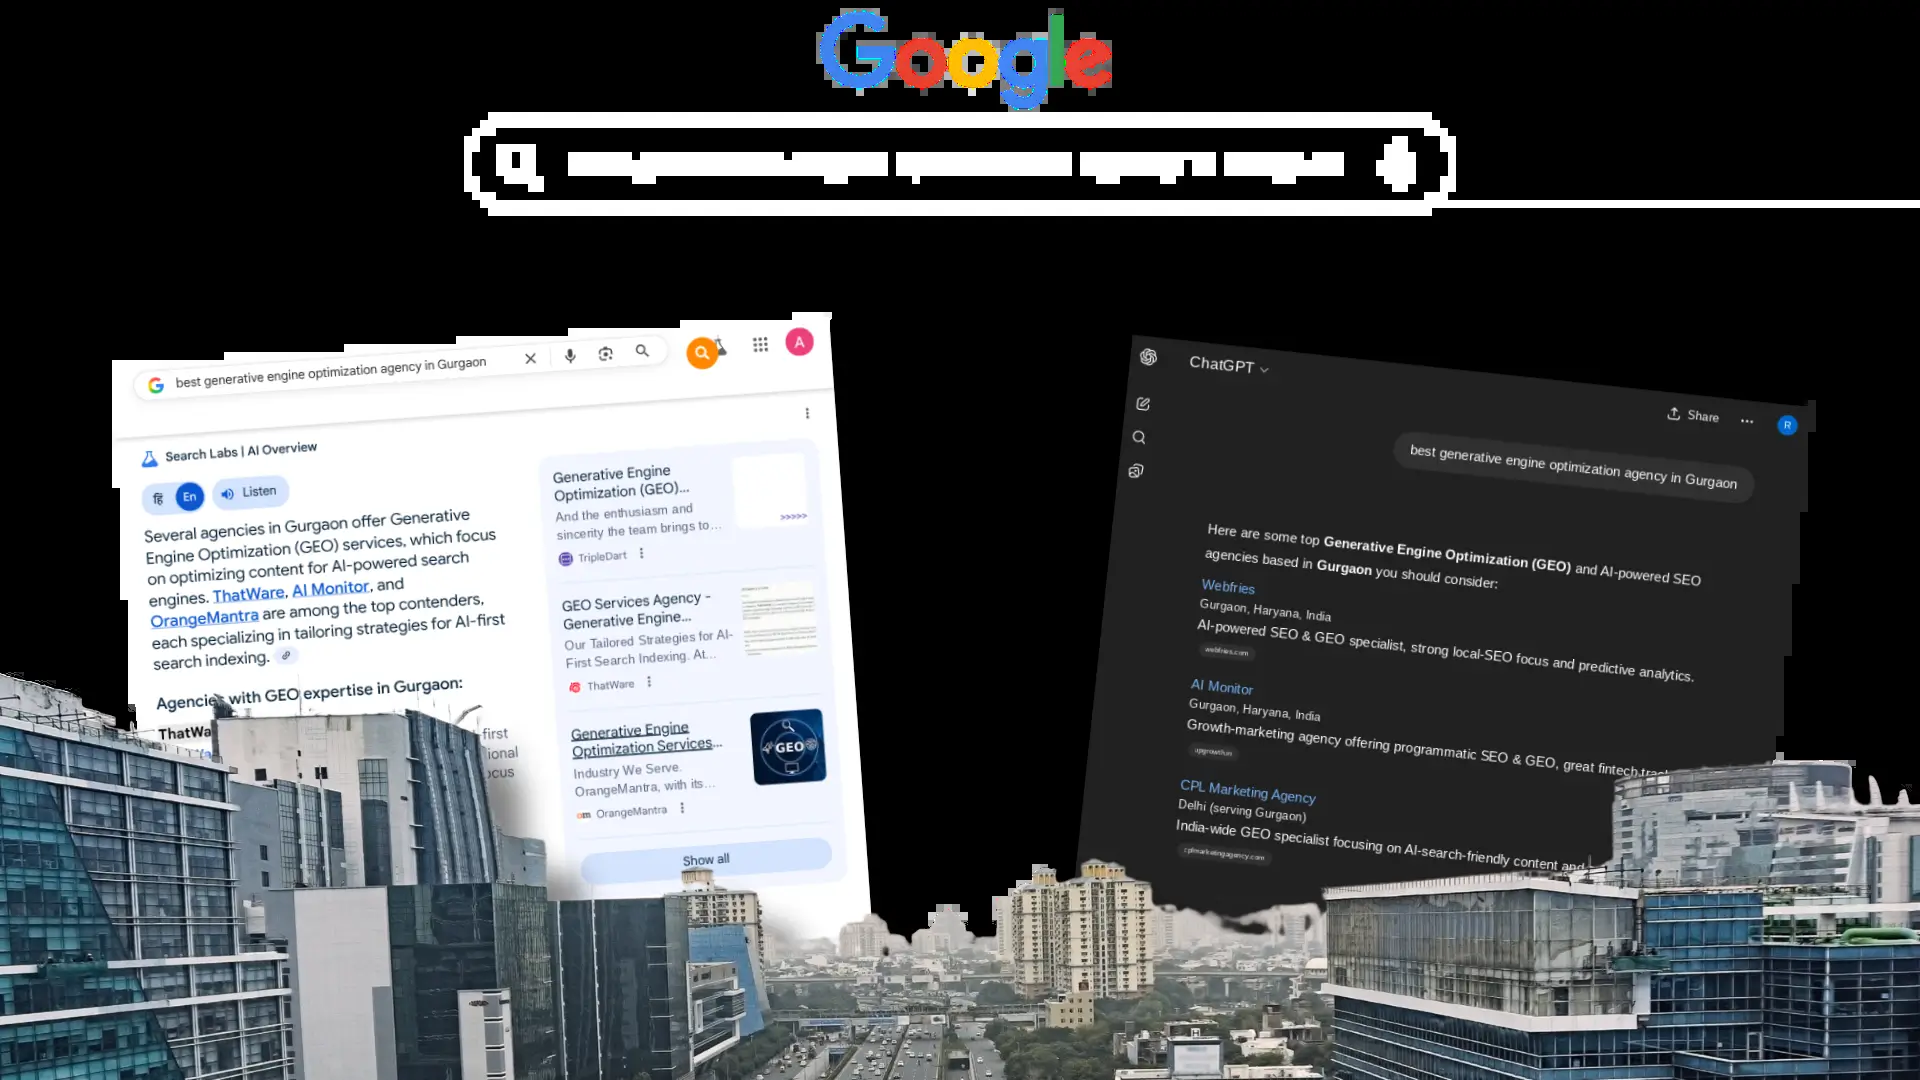 Google
best generative engine optimization agency in Gurgaon
A
Search Labs | AI Overview
हिं
En
Listen
Several agencies in Gurgaon offer Generative
Engine Optimization (GEO) services, which focus
on optimizing content for AI-powered search
engines. ThatWare, AI Monitor, and
OrangeMantra are among the top contenders,
each specializing in tailoring strategies for AI-first
search indexing.
Agencies with GEO expertise in Gurgaon:
ThatWa
first
ional
ocus
Generative Engine
Optimization (GEO)...
And the enthusiasm and
sincerity the team brings to...
>>>>>
TripleDart
GEO Services Agency -
Generative Engine...
Our Tailored Strategies for AI-
First Search Indexing. At...
ThatWare
Generative Engine
Optimization Services...
Industry We Serve.
OrangeMantra, with its...
GEO
om OrangeMantra
Show all
ChatGPT
Share
R
best generative engine optimization agency in Gurgaon
Here are some top Generative Engine Optimization (GEO) and AI-powered SEO
agencies based in Gurgaon you should consider:
Webfries
Gurgaon, Haryana, India
AI-powered SEO & GEO specialist, strong local-SEO focus and predictive analytics.
webfries.com
AI Monitor
Gurgaon, Haryana, India
Growth-marketing agency offering programmatic SEO & GEO, great fintech
upgrowth.in
CPL Marketing Agency
Delhi (serving Gurgaon)
India-wide GEO specialist focusing on AI-search-friendly content and
cplmarketingagency.com